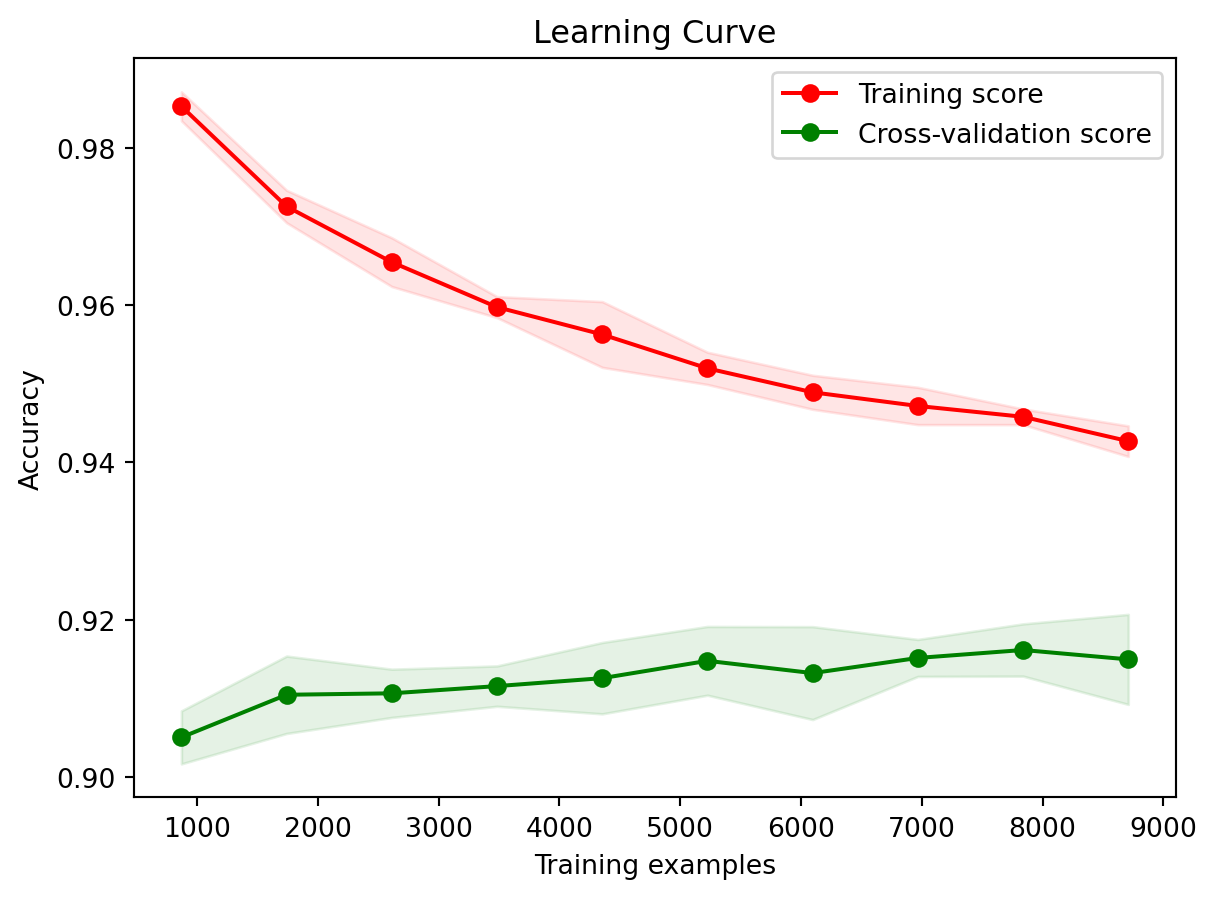 Learning Curve
Training score
Cross-validation score
0.98
0.96
0.94
0.92
0.90
Accuracy
1000 2000 3000 4000 5000 6000 7000 8000 9000
Training examples